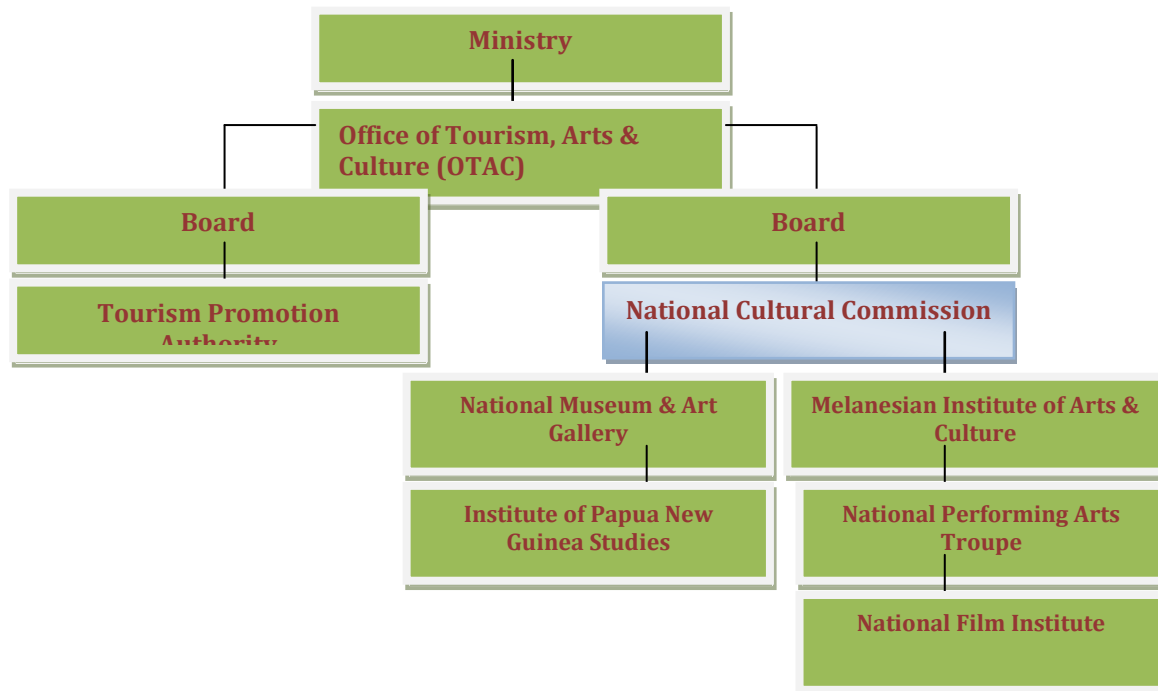 Ministry
Office of Tourism, Arts &
Culture (OTAC)
Board
Board
Tourism Promotion
Authority
National Cultural Commission
National Museum & Art
Gallery
Melanesian Institute of Arts &
Culture
Institute of Papua New
Guinea Studies
National Performing Arts
Troupe
National Film Institute